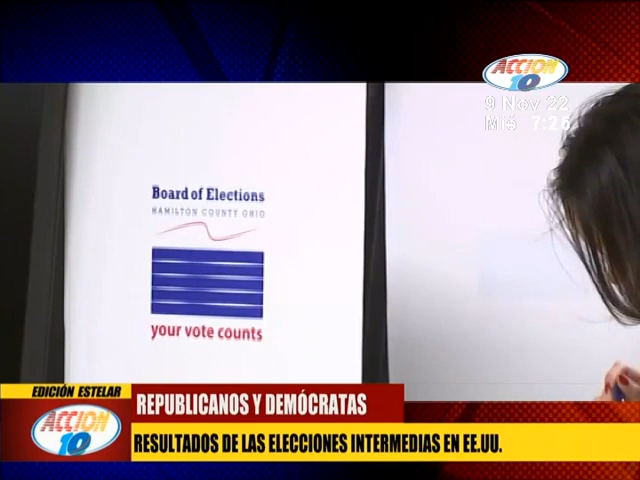 ACCION
10
9 Nov 22
Mié 7:26
Board of Elections
HAMILTON COUNTY OHIO
your vote counts
EDICIÓN ESTELAR
REPUBLICANOS Y DEMÓCRATAS
ACCION
10
RESULTADOS DE LAS ELECCIONES INTERMEDIAS EN EE.UU.